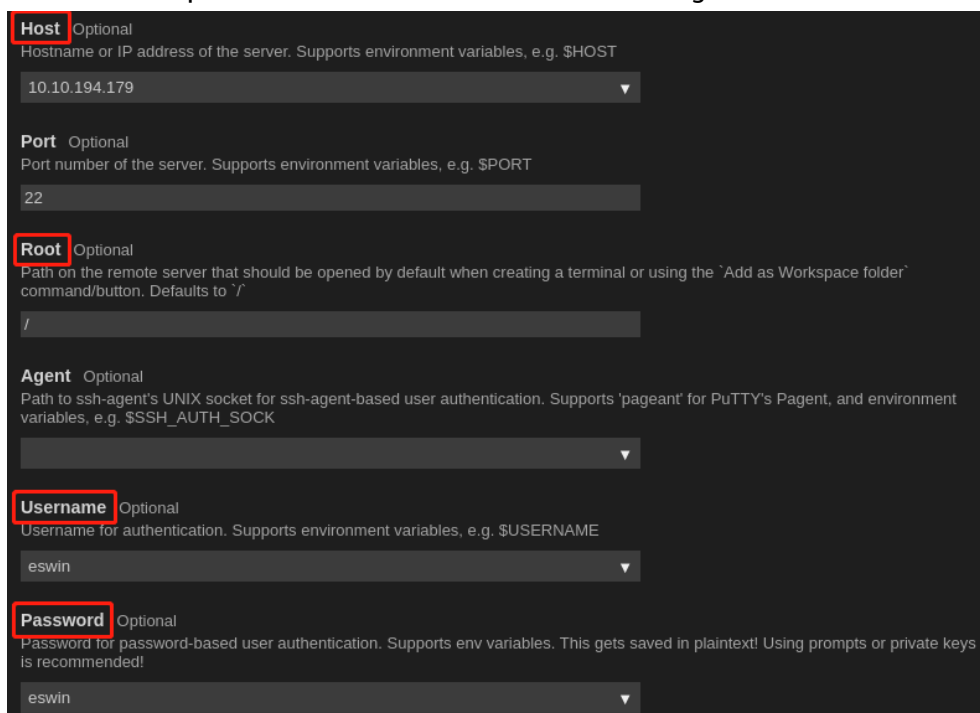 Host Optional
Hostname or IP address of the server. Supports environment variables, e.g. $HOST
10.10.194.179
Port Optional
Port number of the server. Supports environment variables, e.g. $PORT
22
Root Optional
Path on the remote server that should be opened by default when creating a terminal or using the `Add as Workspace folder`
command/button. Defaults to `/`
/
Agent Optional
Path to ssh-agent's UNIX socket for ssh-agent-based user authentication. Supports 'pageant' for PuTTY's Pagent, and environment
variables, e.g. $SSH_AUTH_SOCK
Username Optional
Username for authentication. Supports environment variables, e.g. $USERNAME
eswin
Password Optional
Password for password-based user authentication. Supports env variables. This gets saved in plaintext! Using prompts or private keys
is recommended!
eswin